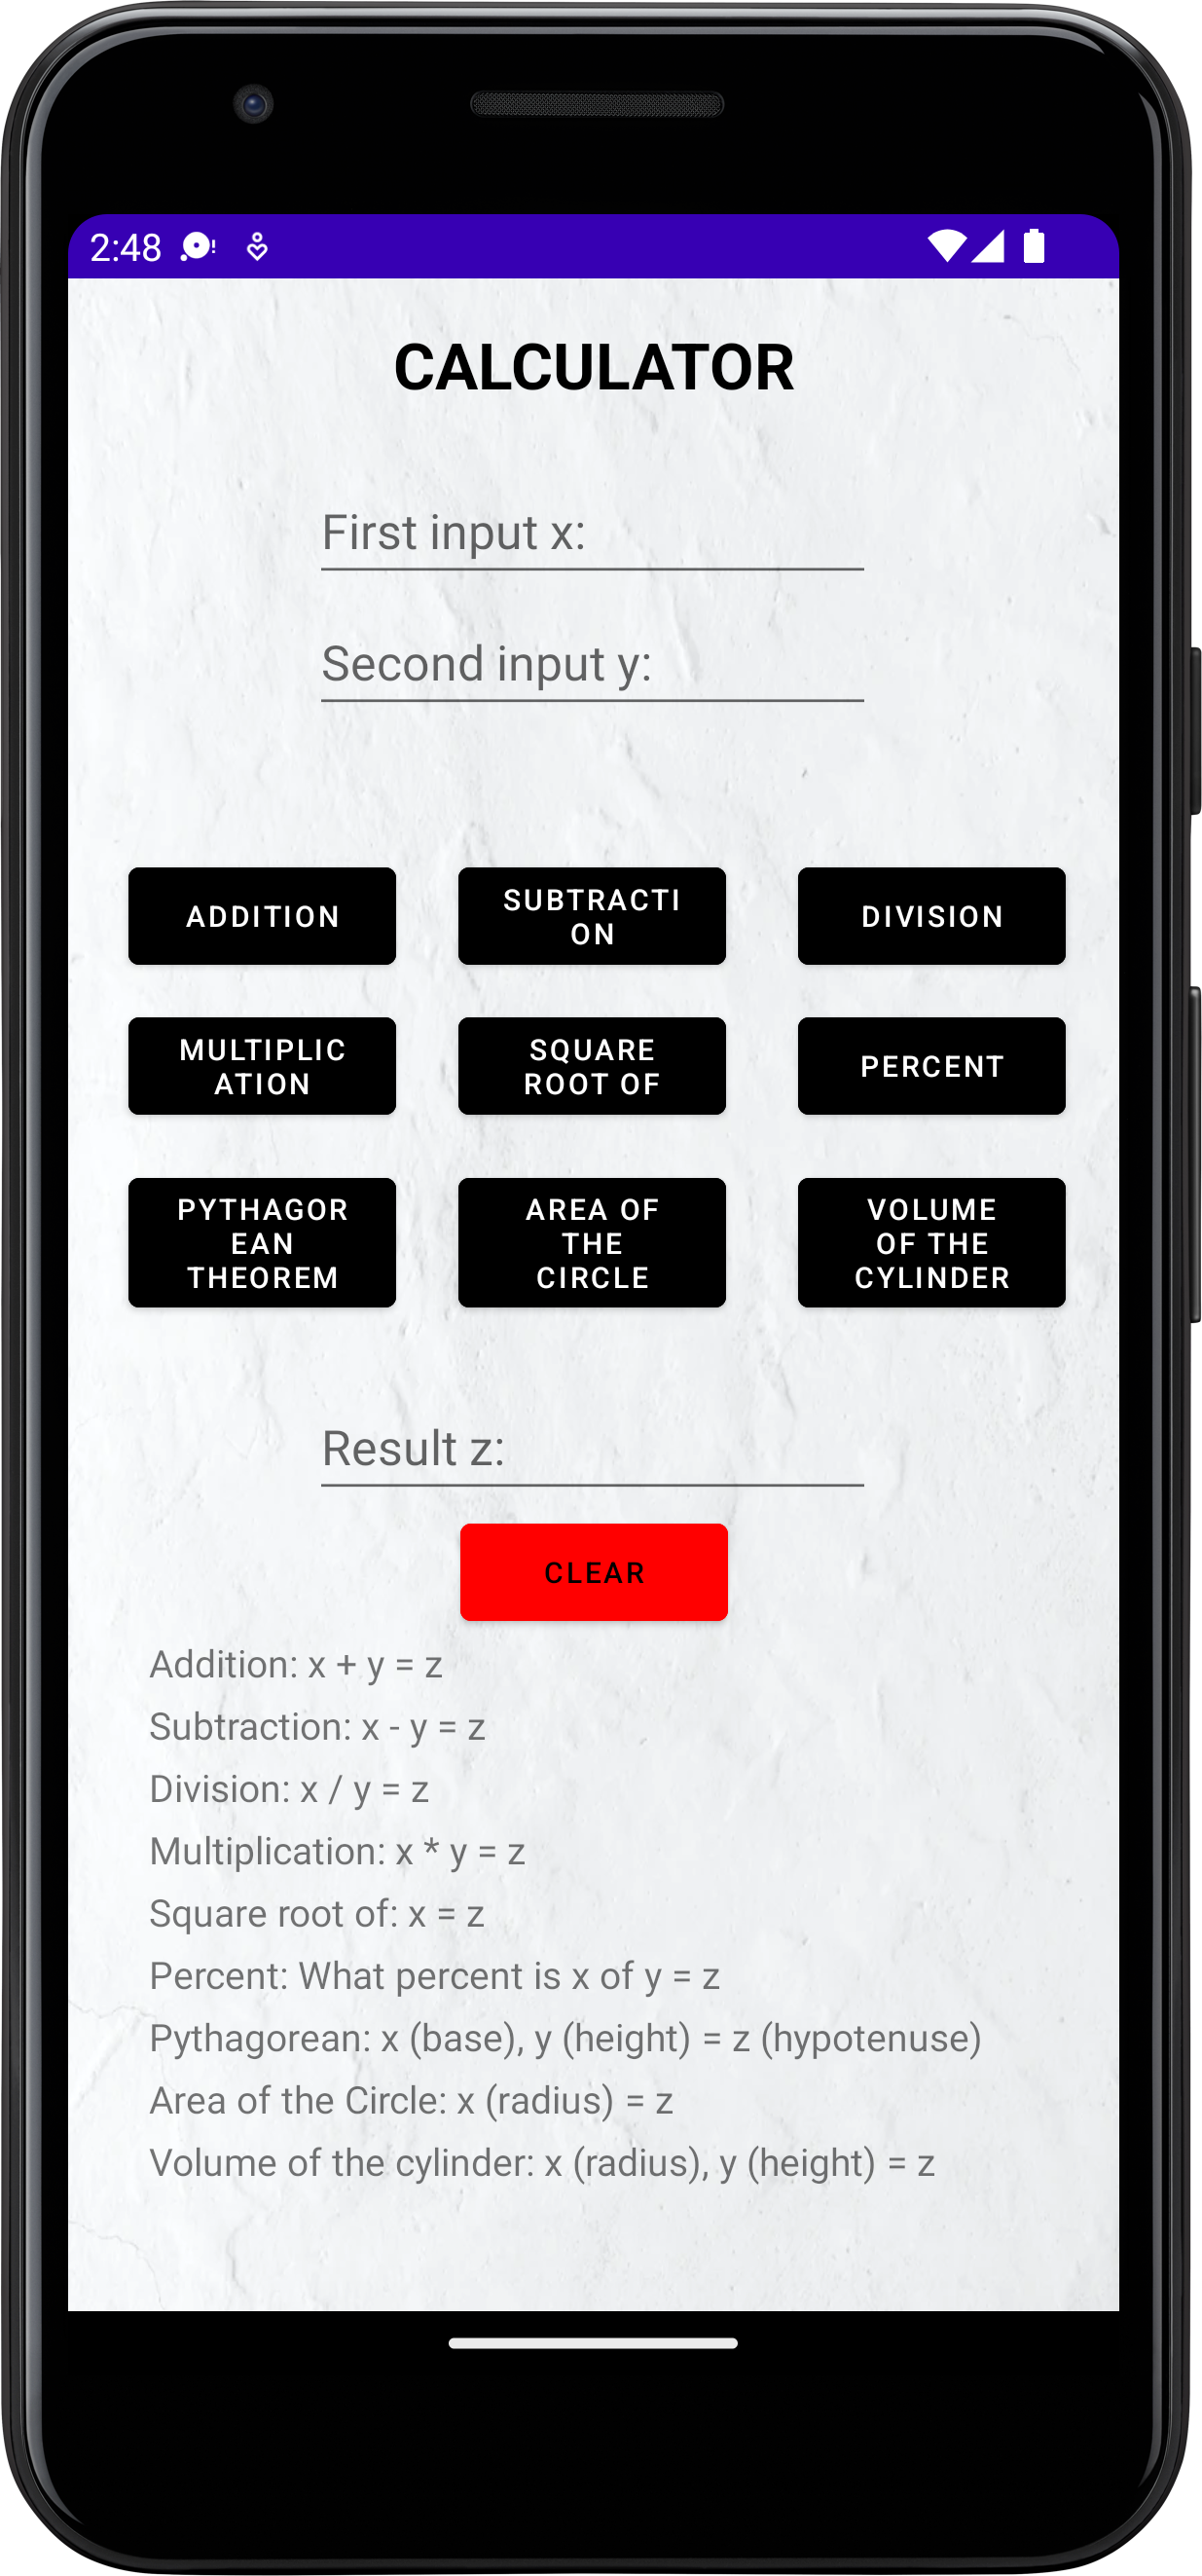 2:48
CALCULATOR
First input x:
Second input y:
ADDITION
SUBTRACTI
ON
DIVISION
MULTIPLIC
ATION
SQUARE
ROOT OF
PERCENT
PYTHAGOR
EAN
THEOREM
AREA OF
THE
CIRCLE
VOLUME
OF THE
CYLINDER
Result z:
CLEAR
Addition: x + y = z
Subtraction: x - y = z
Division: x / y = z
Multiplication: x * y = z
Square root of: x = z
Percent: What percent is x of y = z
Pythagorean: x (base), y (height) = z (hypotenuse)
Area of the Circle: x (radius) = z
Volume of the cylinder: x (radius), y (height) = z